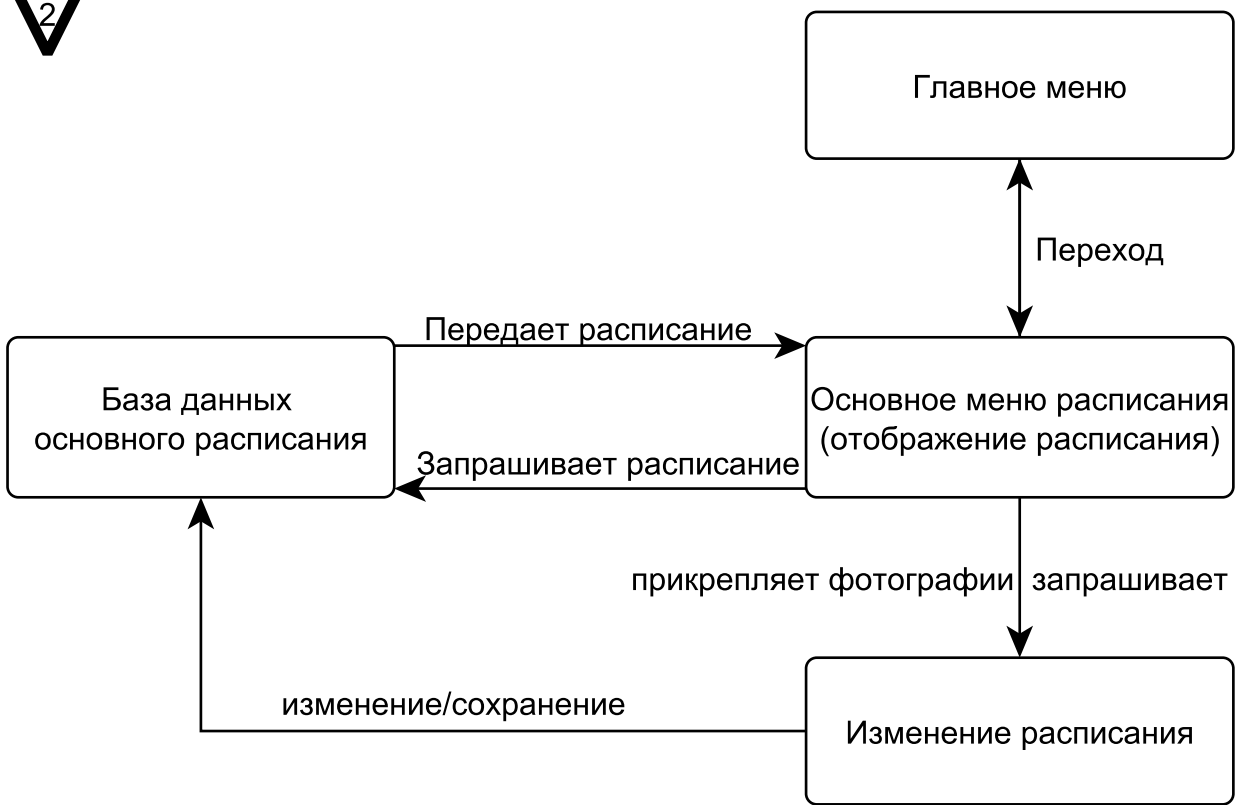 2
Главное меню
Переход
Передает расписание
База данных
основного расписания
Основное меню расписания
(отображение расписания)
Запрашивает расписание
прикрепляет фотографии запрашивает
изменение/сохранение
Изменение расписания